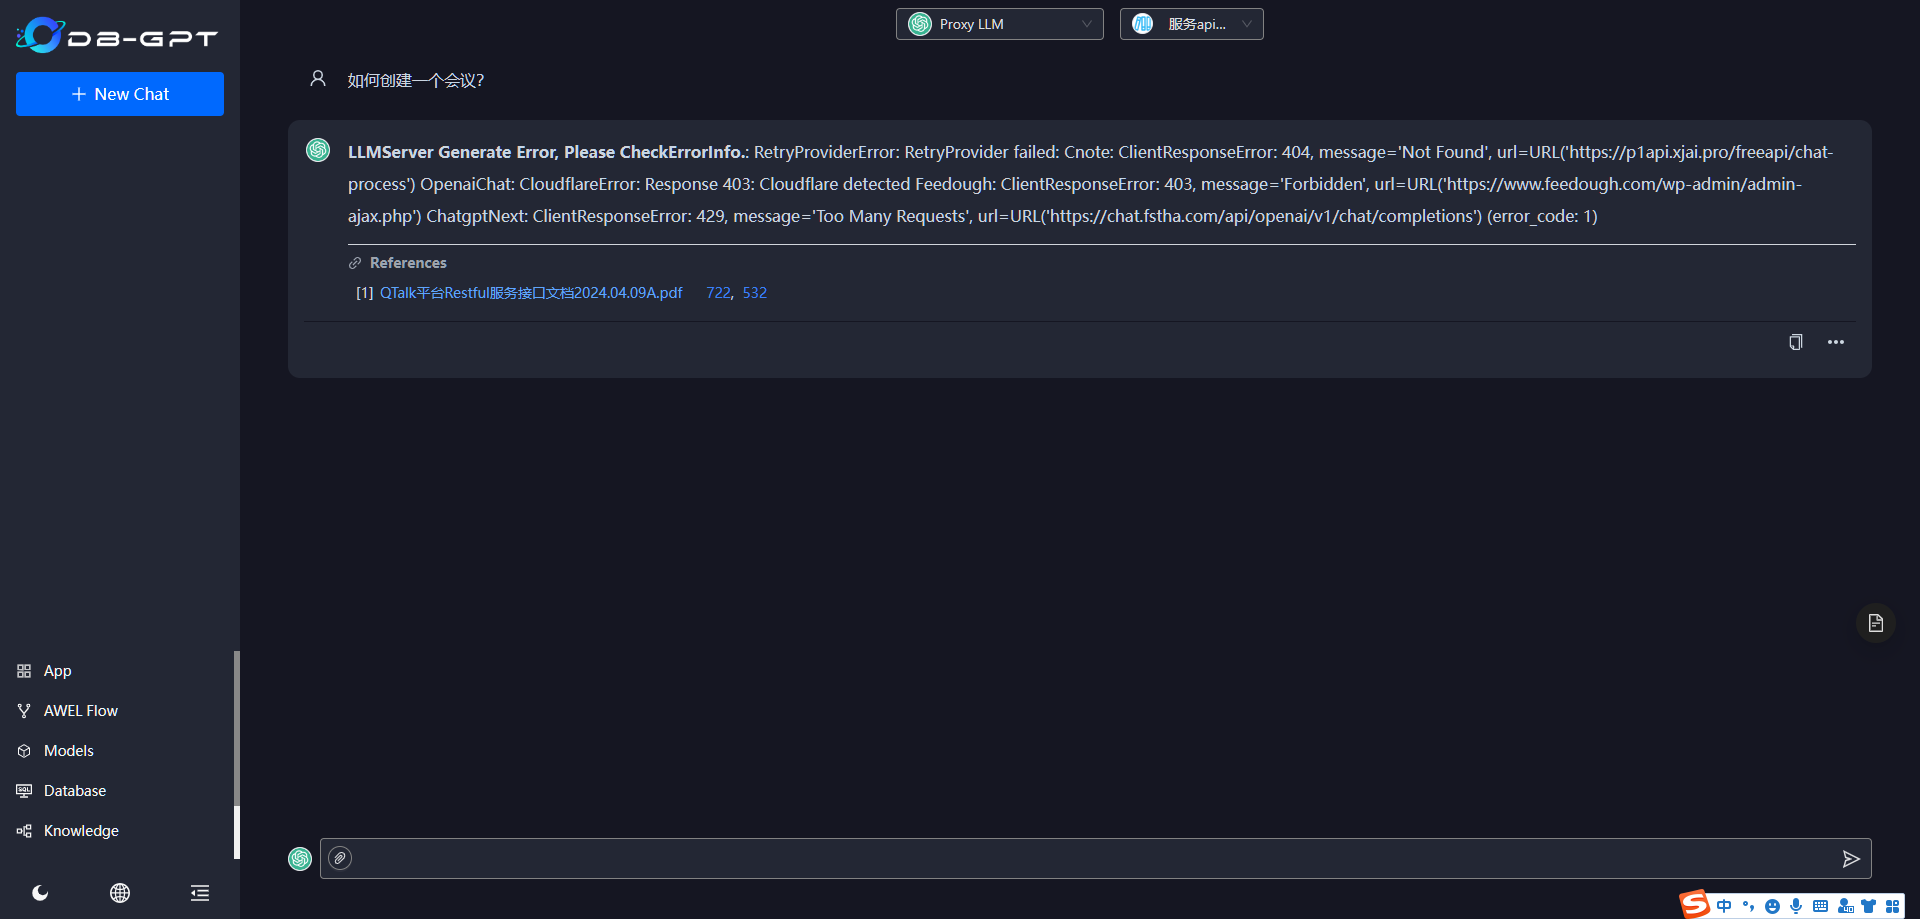 DB-GPT
+ New Chat
App
AWEL Flow
Models
Database
Knowledge
Proxy LLM
服务api...
如何创建一个会议?
LLMServer Generate Error, Please CheckErrorInfo.: RetryProviderError: RetryProvider failed: Cnote: ClientResponseError: 404, message='Not Found', url=URL('https://p1api.xjai.pro/freeapi/chat-
process') OpenaiChat: CloudflareError: Response 403: Cloudflare detected Feedough: ClientResponseError: 403, message='Forbidden', url=URL('https://www.feedough.com/wp-admin/admin-
ajax.php') ChatgptNext: ClientResponseError: 429, message='Too Many Requests', url=URL('https://chat.fstha.com/api/openai/v1/chat/completions') (error_code: 1)
References
[1] QTalk平台Restful服务接口文档2024.04.09A.pdf 722, 532
中